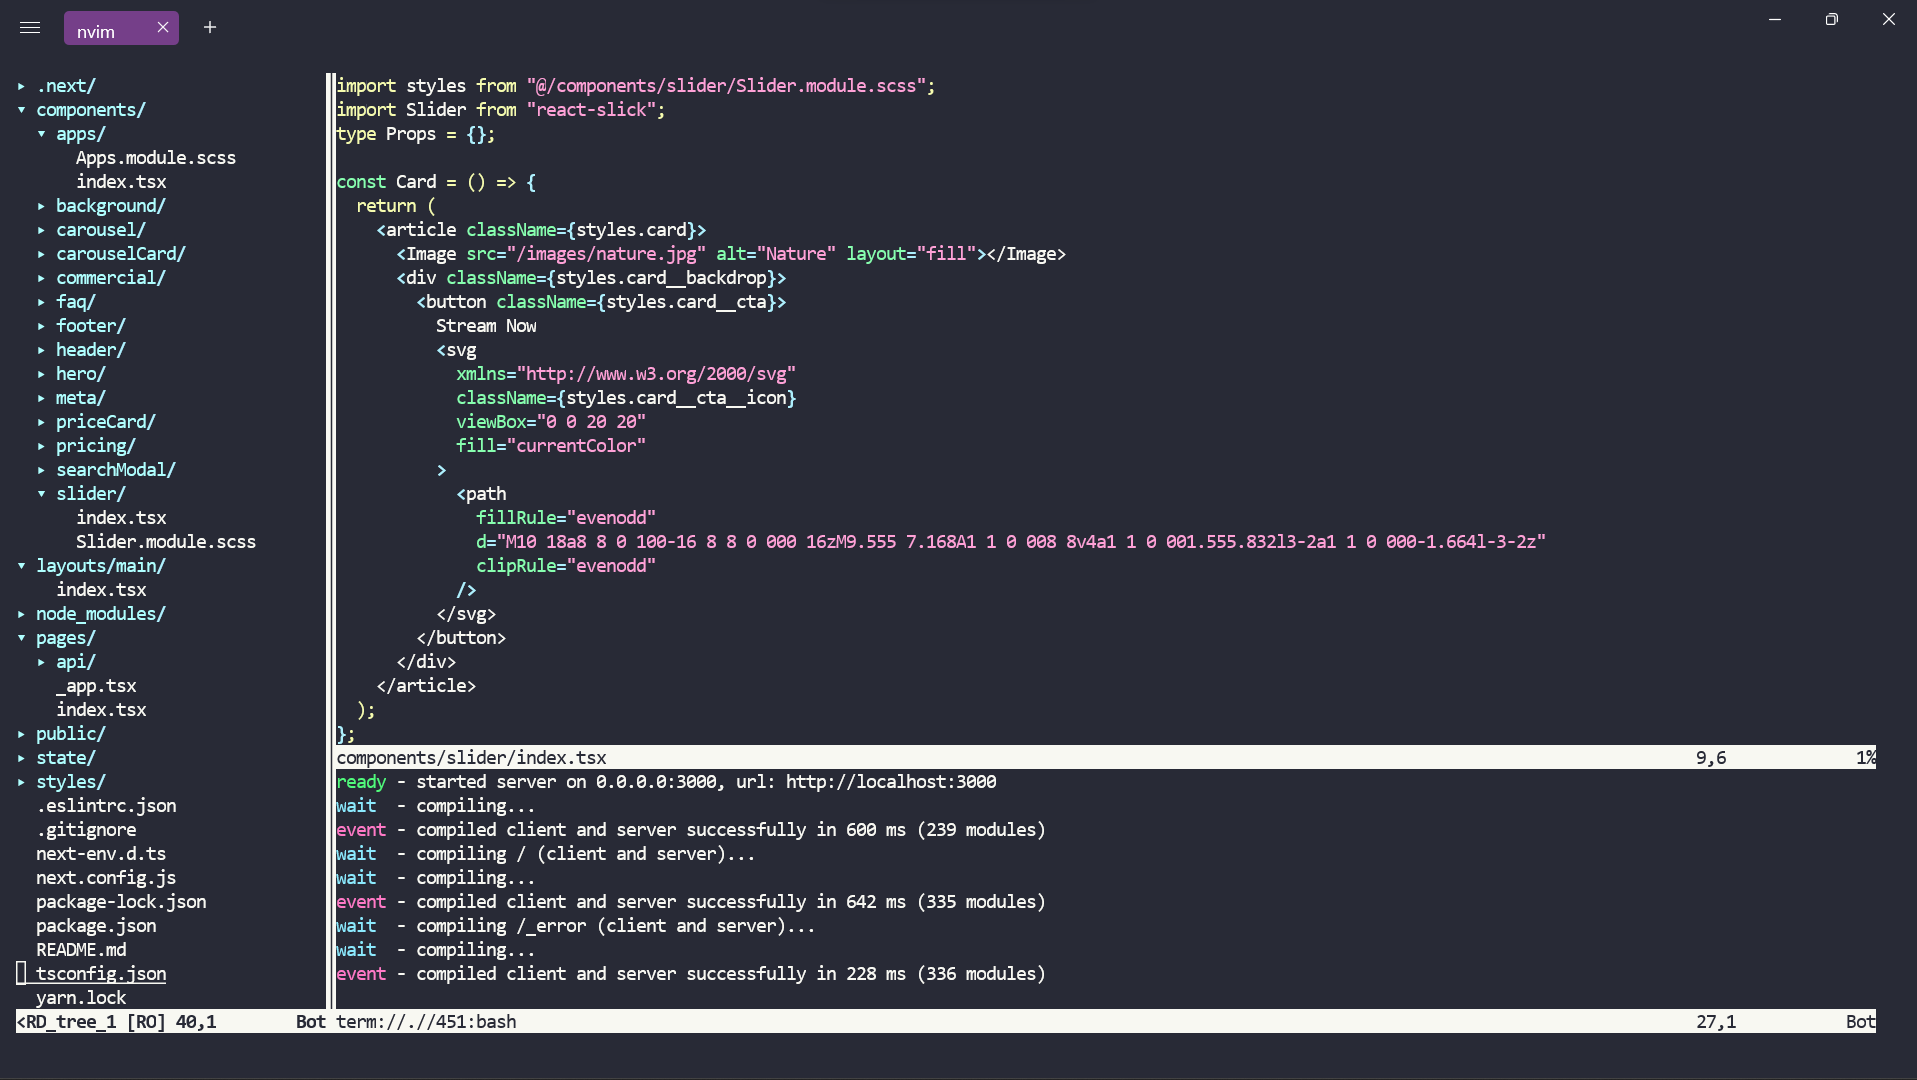 nvim
▸ .next/
▾ components/
  ▾ apps/
      Apps.module.scss
      index.tsx
  ▸ background/
  ▸ carousel/
  ▸ carouselCard/
  ▸ commercial/
  ▸ faq/
  ▸ footer/
  ▸ header/
  ▸ hero/
  ▸ meta/
  ▸ priceCard/
  ▸ pricing/
  ▸ searchModal/
  ▾ slider/
      index.tsx
      Slider.module.scss
▾ layouts/main/
    index.tsx
▸ node_modules/
▾ pages/
  ▸ api/
    _app.tsx
    index.tsx
▸ public/
▸ state/
▸ styles/
  .eslintrc.json
  .gitignore
  next-env.d.ts
  next.config.js
  package-lock.json
  package.json
  README.md
  tsconfig.json
  yarn.lock
<RD_tree_1 [RO] 40,1        Bot
import styles from "@/components/slider/Slider.module.scss";
import Slider from "react-slick";
type Props = {};

const Card = () => {
  return (
    <article className={styles.card}>
      <Image src="/images/nature.jpg" alt="Nature" layout="fill"></Image>
      <div className={styles.card__backdrop}>
        <button className={styles.card__cta}>
          Stream Now
          <svg
            xmlns="http://www.w3.org/2000/svg"
            className={styles.card__cta__icon}
            viewBox="0 0 20 20"
            fill="currentColor"
          >
            <path
              fillRule="evenodd"
              d="M10 18a8 8 0 100-16 8 8 0 000 16zM9.555 7.168A1 1 0 008 8v4a1 1 0 001.555.832l3-2a1 1 0 000-1.664l-3-2z"
              clipRule="evenodd"
            />
          </svg>
        </button>
      </div>
    </article>
  );
};
components/slider/index.tsx 9,6 1%
ready - started server on 0.0.0.0:3000, url: http://localhost:3000
wait  - compiling...
event - compiled client and server successfully in 600 ms (239 modules)
wait  - compiling / (client and server)...
wait  - compiling...
event - compiled client and server successfully in 642 ms (335 modules)
wait  - compiling /_error (client and server)...
wait  - compiling...
event - compiled client and server successfully in 228 ms (336 modules)
term://.//451:bash 27,1 Bot